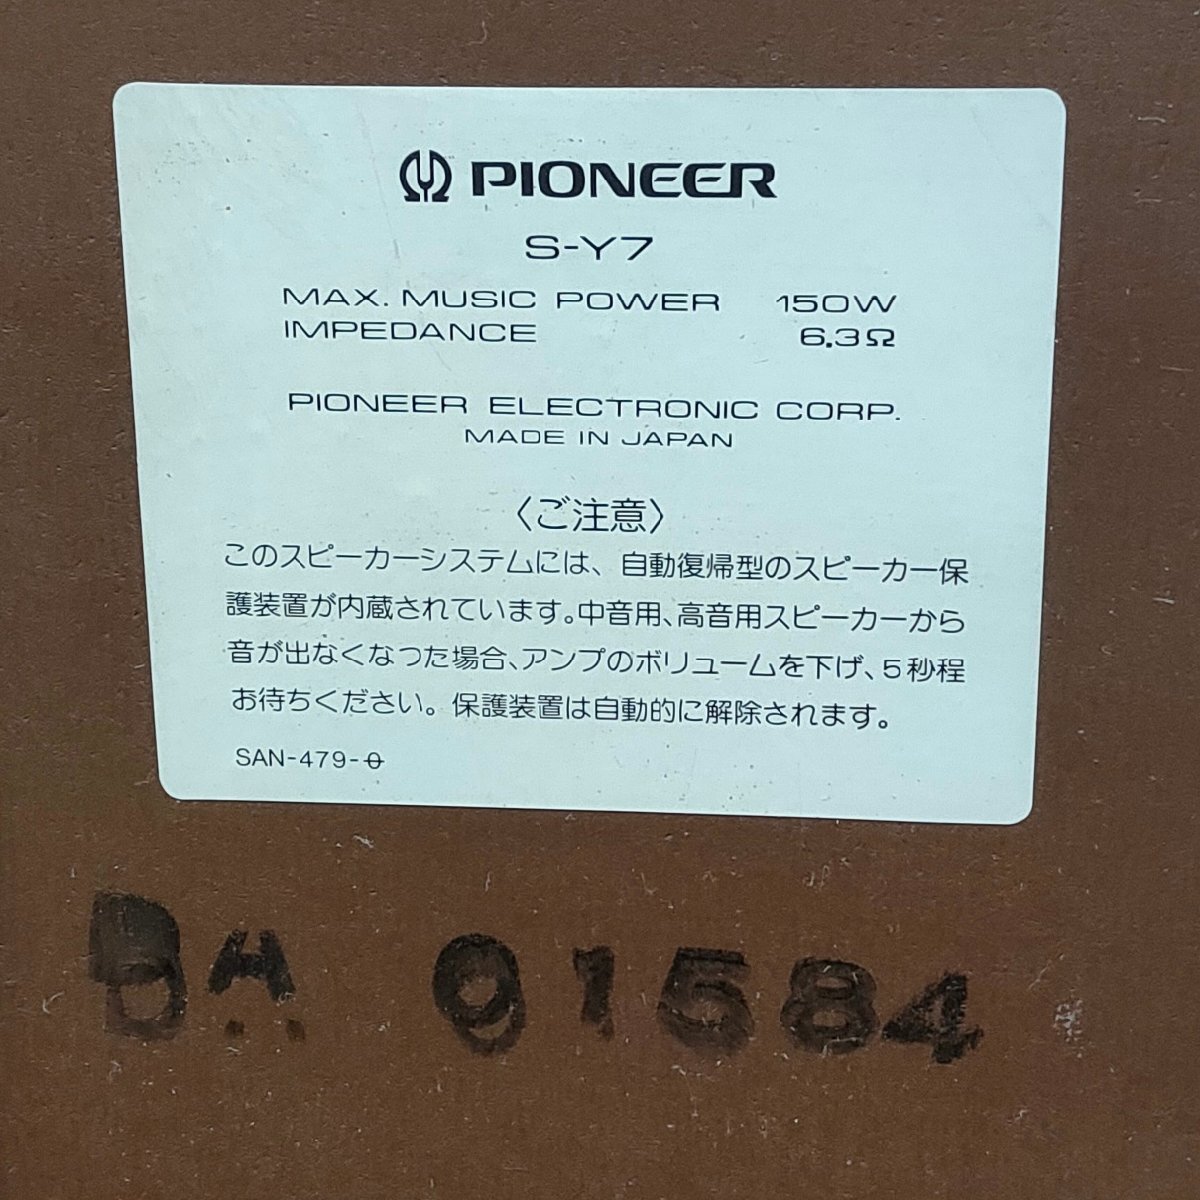 PIONEER
S-Y7
MAX. MUSIC POWER 150W
IMPEDANCE 6.3Ω
PIONEER ELECTRONIC CORP.
MADE IN JAPAN
〈ご注意〉
このスピーカーシステムには、自動復帰型のスピーカー保
護装置が内蔵されています。中音用、高音用スピーカーから
音が出なくなった場合、アンプのボリュームを下げ、5秒程
お待ちください。保護装置は自動的に解除されます。
SAN-479-0
01584